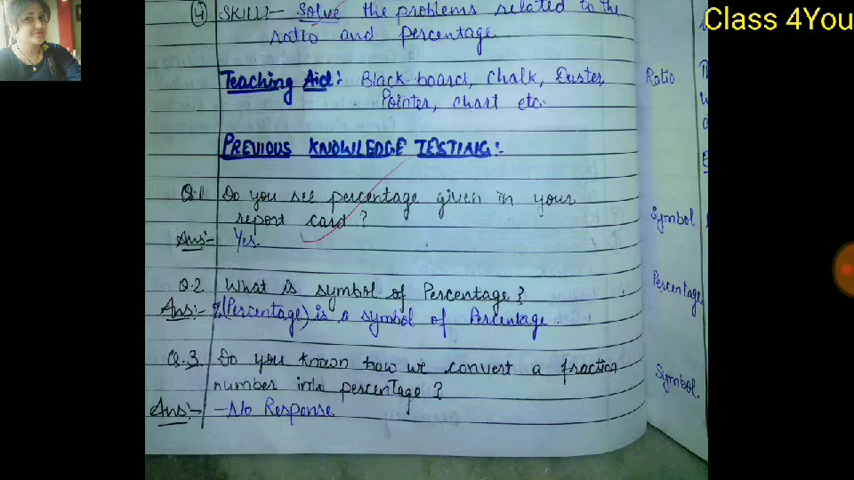 Class 4You
④ SKILL:- Solve the problems related to the
ratio and percentage
Teaching Aid: Black board, Chalk, Duster,
Pointer, chart etc.
Ratio
PREVIOUS KNOWLEDGE TESTING:
Q.1 Do you see percentage given in your
report card?
Symbol
Ans:- Yes.
Q.2 What is symbol of Percentage?
Percentage
Ans:- %(Percentage) is a symbol of Percentage.
Q.3 Do you known how we convert a fraction
number into percentage?
Symbol
Ans:- -No Response